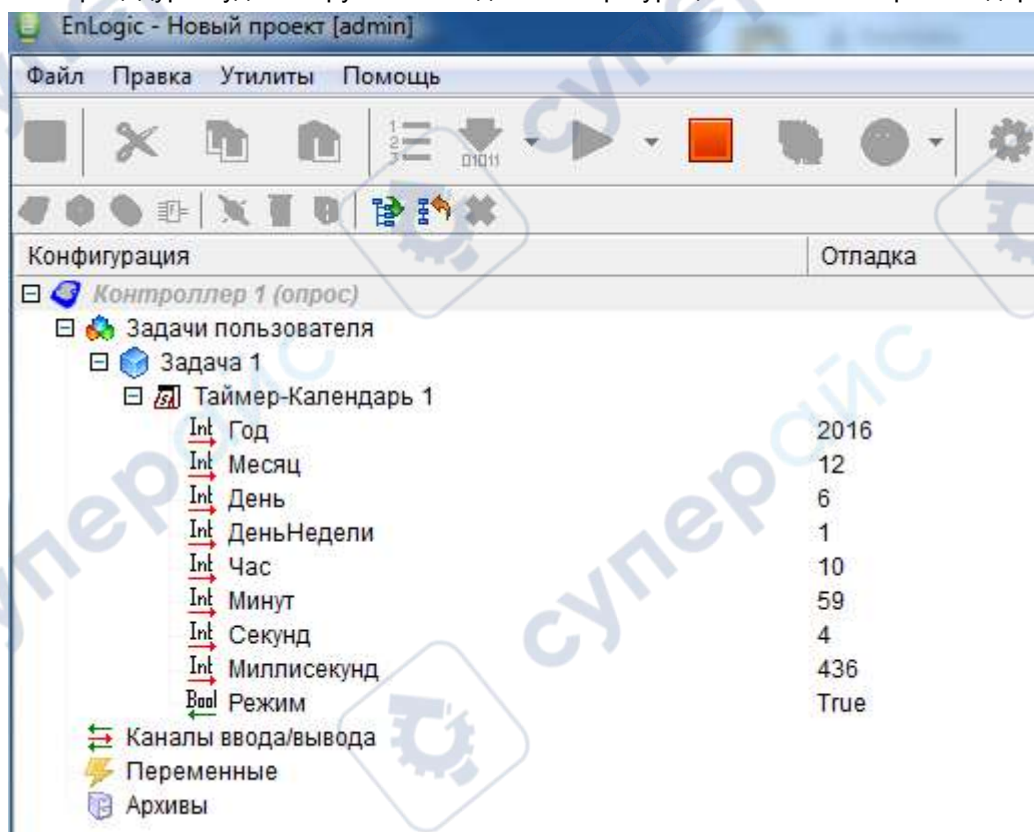 EnLogic - Новый проект [admin]
Файл Правка Утилиты Помощь
Конфигурация Отладка
Контроллер 1 (опрос)
Задачи пользователя
Задача 1
Таймер-Календарь 1
Int Год 2016
Int Месяц 12
Int День 6
Int ДеньНедели 1
Int Час 10
Int Минут 59
Int Секунд 4
Int Миллисекунд 436
Bool Режим True
Каналы ввода/вывода
Переменные
Архивы